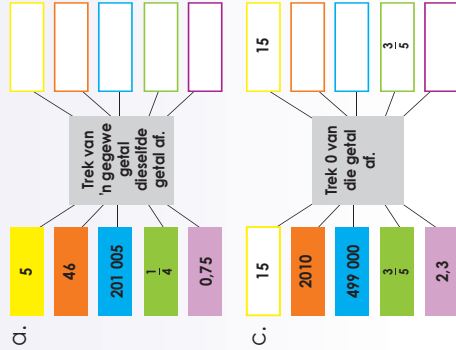 a.
5
46
201 005
1/4
0,75
Trek van
'n gegewe
getal
dieselfde
getal af.
c.
15
2010
499 000
3/5
2,3
Trek 0 van
die getal
af.
15
3/5